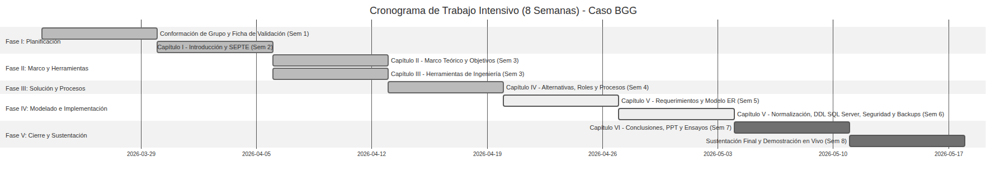 Cronograma de Trabajo Intensivo (8 Semanas) - Caso BGG
Fase I: Planificación
Conformación de Grupo y Ficha de Validación (Sem 1)
Capítulo I - Introducción y SEPTE (Sem 2)
Fase II: Marco y Herramientas
Capítulo II - Marco Teórico y Objetivos (Sem 3)
Capítulo III - Herramientas de Ingeniería (Sem 3)
Fase III: Solución y Procesos
Capítulo IV - Alternativas, Roles y Procesos (Sem 4)
Fase IV: Modelado e Implementación
Capítulo V - Requerimientos y Modelo ER (Sem 5)
Capítulo V - Normalización, DDL SQL Server, Seguridad y Backups (Sem 6)
Fase V: Cierre y Sustentación
Capítulo VI - Conclusiones, PPT y Ensayos (Sem 7)
Sustentación Final y Demostración en Vivo (Sem 8)
2026-03-29
2026-04-05
2026-04-12
2026-04-19
2026-04-26
2026-05-03
2026-05-10
2026-05-17